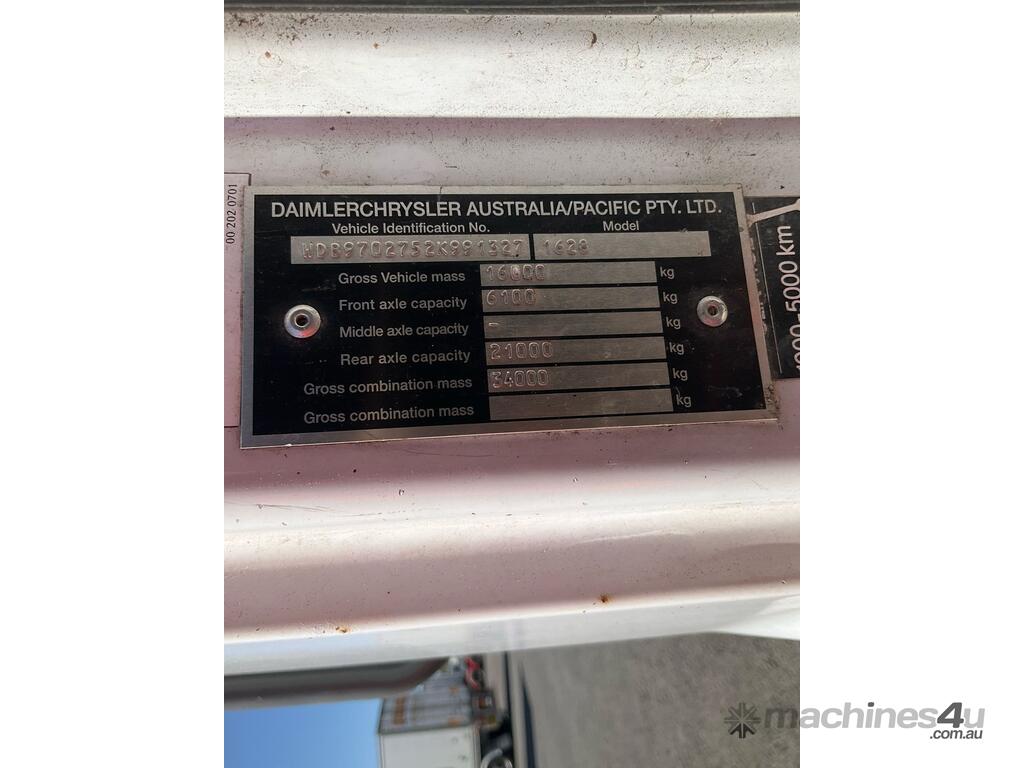 00 202 0701
DAIMLERCHRYSLER AUSTRALIA/PACIFIC PTY. LTD.
Vehicle Identification No. Model
WDB9702752K991327 1628
Gross Vehicle mass 16000 kg
Front axle capacity 6100 kg
Middle axle capacity - kg
Rear axle capacity 21000 kg
Gross combination mass 34000 kg
Gross combination mass kg
5000 km
machines4u
.com.au